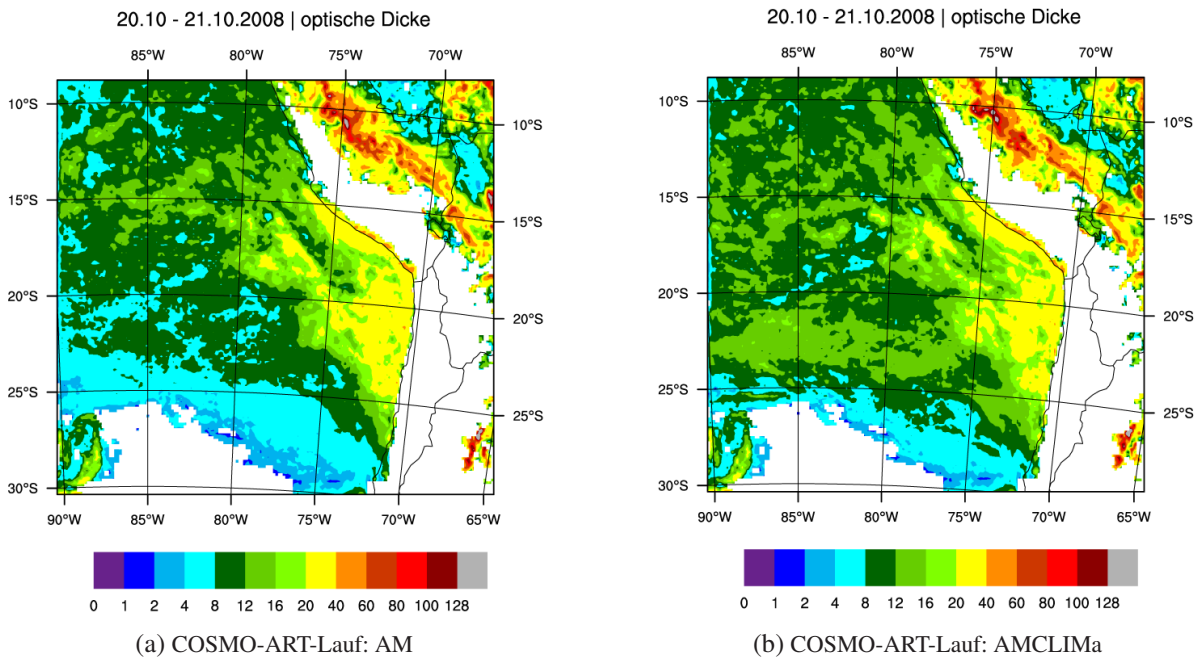 20.10 - 21.10.2008 | optische Dicke
85°W 80°W 75°W 70°W
10°S 10°S
15°S 15°S
20°S 20°S
25°S 25°S
30°S
90°W 85°W 80°W 75°W 70°W 65°W
0 1 2 4 8 12 16 20 40 60 80 100 128
(a) COSMO-ART-Lauf: AM
20.10 - 21.10.2008 | optische Dicke
85°W 80°W 75°W 70°W
10°S 10°S
15°S 15°S
20°S 20°S
25°S 25°S
30°S
90°W 85°W 80°W 75°W 70°W 65°W
0 1 2 4 8 12 16 20 40 60 80 100 128
(b) COSMO-ART-Lauf: AMCLIMa